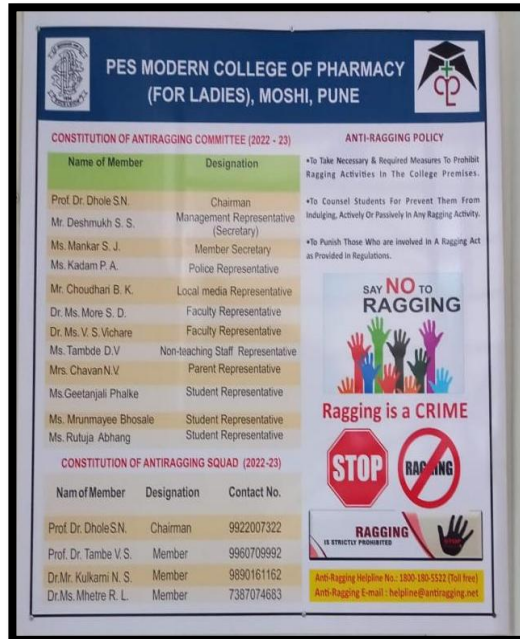 PES MODERN COLLEGE OF PHARMACY
(FOR LADIES), MOSHI, PUNE
CONSTITUTION OF ANTIRAGGING COMMITTEE (2022 - 23)
Name of Member Designation
Prof. Dr. Dhole S.N. Chairman
Mr. Deshmukh S. S. Management Representative
(Secretary)
Ms. Mankar S. J. Member Secretary
Ms. Kadam P. A. Police Representative
Mr. Choudhari B. K. Local media Representative
Dr. Ms. More S. D. Faculty Representative
Dr. Ms. V. S. Vichare Faculty Representative
Ms. Tambde D.V Non-teaching Staff Representative
Mrs. Chavan N.V. Parent Representative
Ms.Geetanjali Phalke Student Representative
Ms. Mrunmayee Bhosale Student Representative
Ms. Rutuja Abhang Student Representative
CONSTITUTION OF ANTIRAGGING SQUAD (2022-23)
Nam of Member Designation Contact No.
Prof. Dr. Dhole S.N. Chairman 9922007322
Prof. Dr. Tambe V. S. Member 9960709992
Dr.Mr. Kulkami N. S. Member 9890161162
Dr.Ms. Mhetre R. L. Member 7387074683
ANTI-RAGGING POLICY
•To Take Necessary & Required Measures To Prohibit
Ragging Activities In The College Premises.
•To Counsel Students For Prevent Them From
Indulging, Actively Or Passively In Any Ragging Activity.
•To Punish Those Who are Involved In A Ragging Act
as Provided In Regulations.
SAY NO TO
RAGGING
Ragging is a CRIME
STOP
RAGGING
RAGGING
IS STRICTLY PROHIBITED
Anti-Ragging Helpline No.: 1800-180-5522 (Toll free)
Anti-Ragging E-mail : helpline@antiragging.net